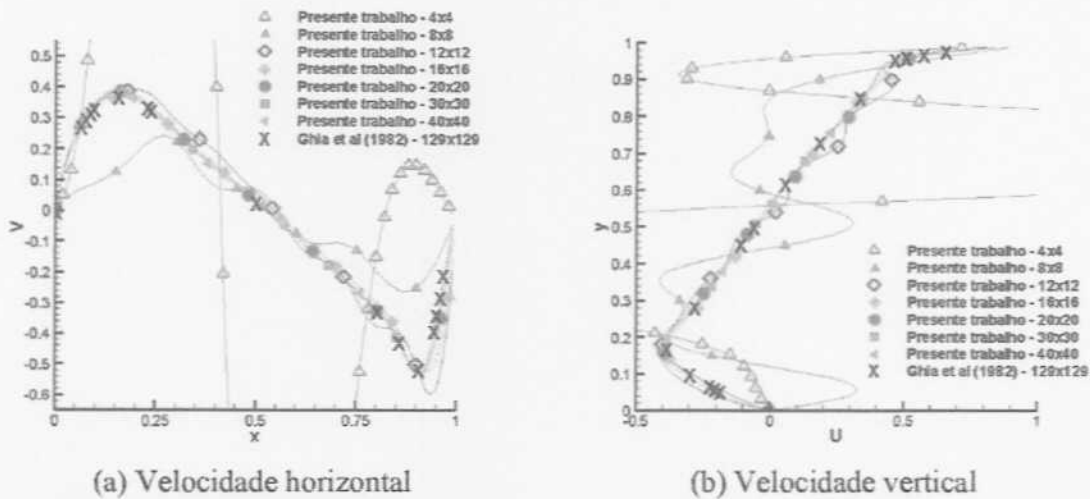 Presente trabalho - 4x4
Presente trabalho - 8x8
Presente trabalho - 12x12
Presente trabalho - 16x16
Presente trabalho - 20x20
Presente trabalho - 30x30
Presente trabalho - 40x40
Ghia et al (1982) - 129x129
0.5
0.4
0.3
0.2
0.1
0
-0.1
-0.2
-0.3
-0.4
-0.5
-0.6
V
0 0.25 0.5 0.75 1
X
(a) Velocidade horizontal
1
0.9
0.8
0.7
0.6
0.5
0.4
0.3
0.2
0.1
0
y
Presente trabalho - 4x4
Presente trabalho - 8x8
Presente trabalho - 12x12
Presente trabalho - 16x16
Presente trabalho - 20x20
Presente trabalho - 30x30
Presente trabalho - 40x40
Ghia et al (1982) - 129x129
-0.5 0 0.5 1
U
(b) Velocidade vertical